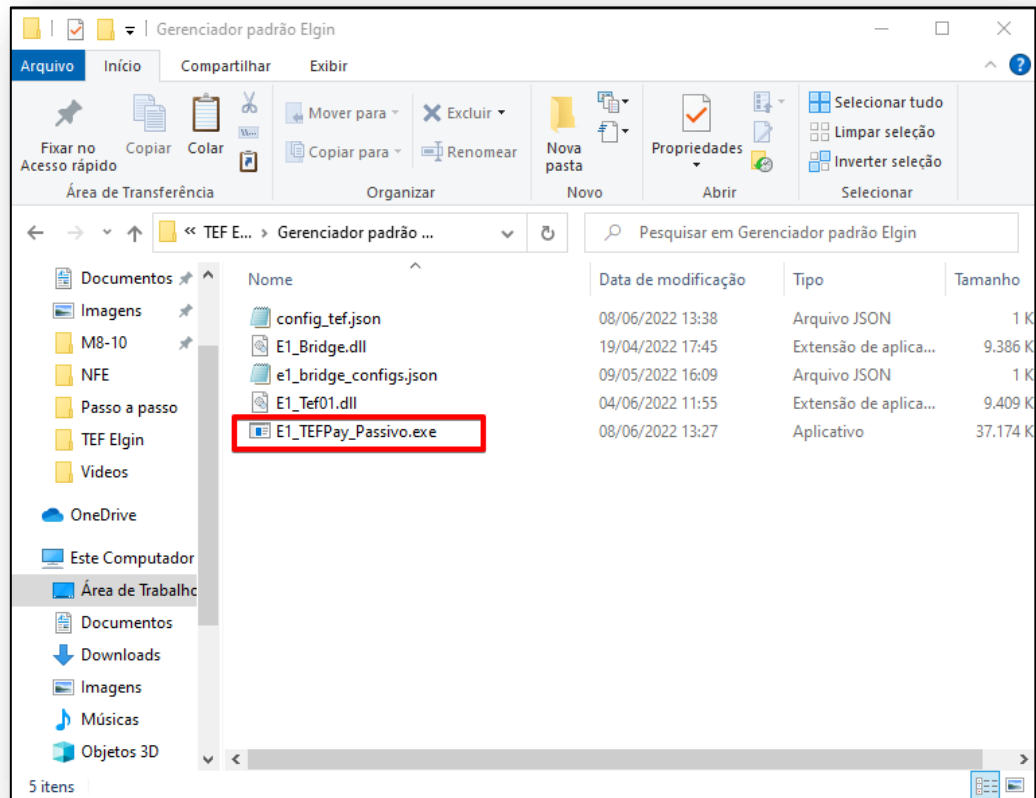 Gerenciador padrão Elgin
Arquivo Início Compartilhar Exibir
Fixar no Acesso rápido
Copiar
Colar
Mover para
Copiar para
Excluir
Renomear
Nova pasta
Propriedades
Selecionar tudo
Limpar seleção
Inverter seleção
Área de Transferência Organizar Novo Abrir Selecionar
« TEF E... › Gerenciador padrão ...
Pesquisar em Gerenciador padrão Elgin
Documentos
Imagens
M8-10
NFE
Passo a passo
TEF Elgin
Videos
OneDrive
Este Computador
Área de Trabalho
Documentos
Downloads
Imagens
Músicas
Objetos 3D
Nome Data de modificação Tipo Tamanho
config_tef.json 08/06/2022 13:38 Arquivo JSON 1 K
E1_Bridge.dll 19/04/2022 17:45 Extensão de aplica... 9.386 K
e1_bridge_configs.json 09/05/2022 16:09 Arquivo JSON 1 K
E1_Tef01.dll 04/06/2022 11:55 Extensão de aplica... 9.409 K
E1_TEFPay_Passivo.exe 08/06/2022 13:27 Aplicativo 37.174 K
5 itens